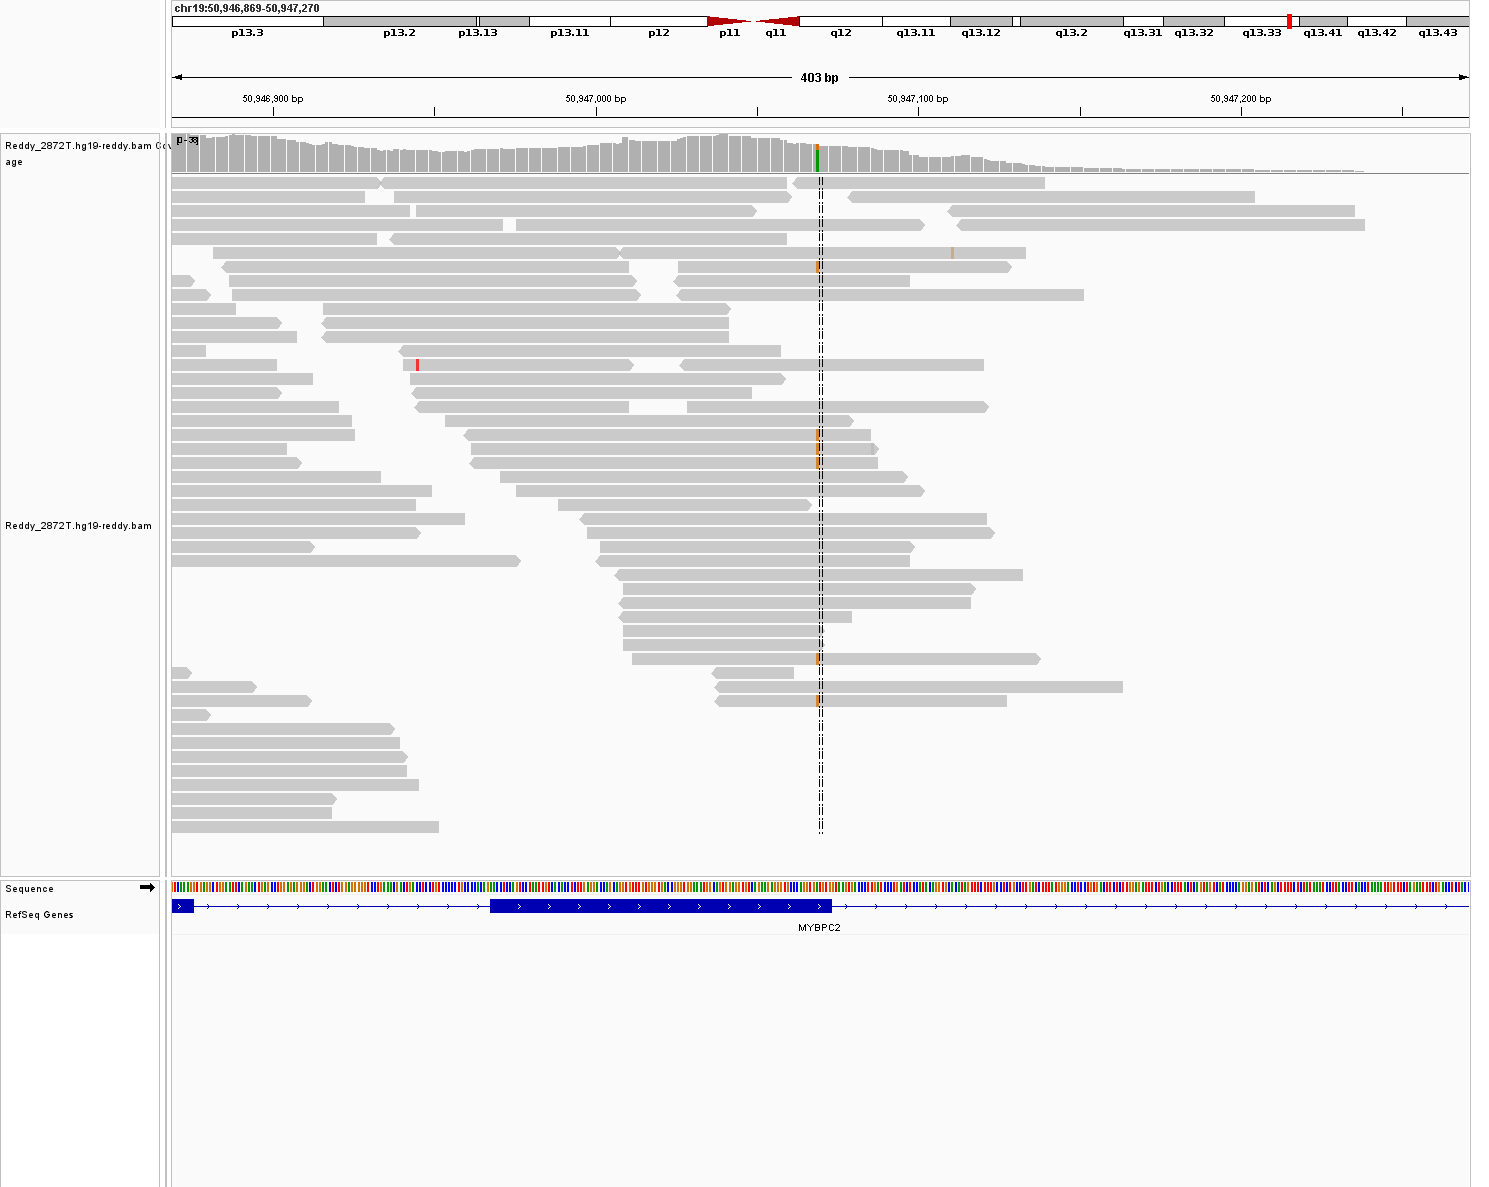 chr19:50,946,869-50,947,270
p13.3 p13.2 p13.13 p13.11 p12 p11 q11 q12 q13.11 q13.12 q13.2 q13.31 q13.32 q13.33 q13.41 q13.42 q13.43
403 bp
50,946,900 bp 50,947,000 bp 50,947,100 bp 50,947,200 bp
Reddy_2872T.hg19-reddy.bam
age
Reddy_2872T.hg19-reddy.bam
Sequence
RefSeq Genes
MYBPC2